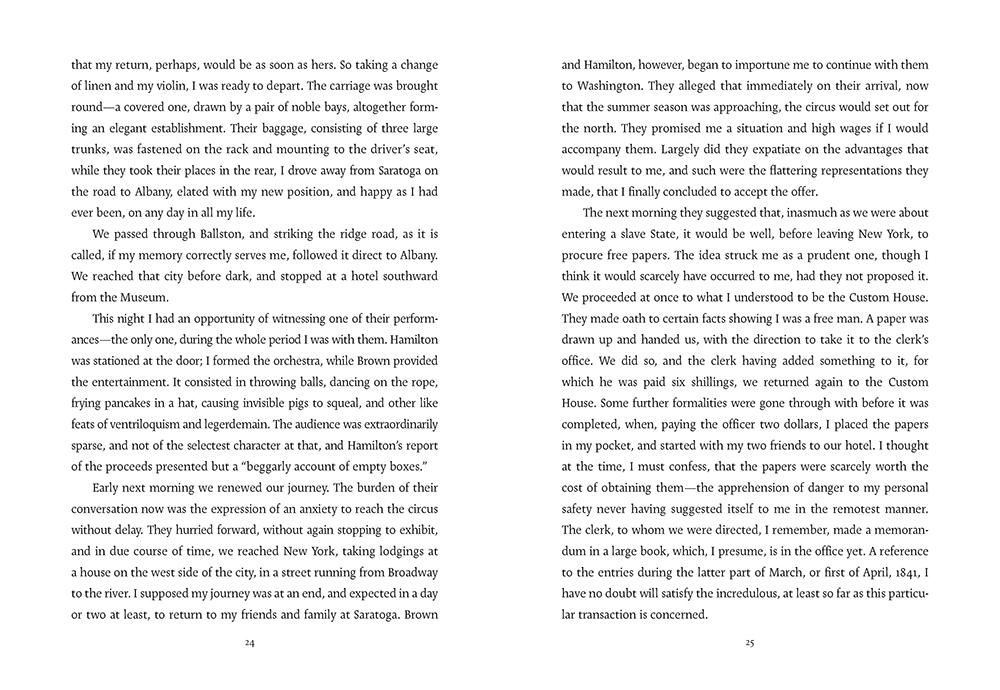 that my return, perhaps, would be as soon as hers. So taking a change
of linen and my violin, I was ready to depart. The carriage was brought
round—a covered one, drawn by a pair of noble bays, altogether form-
ing an elegant establishment. Their baggage, consisting of three large
trunks, was fastened on the rack and mounting to the driver’s seat,
while they took their places in the rear, I drove away from Saratoga on
the road to Albany, elated with my new position, and happy as I had
ever been, on any day in all my life.
We passed through Ballston, and striking the ridge road, as it is
called, if my memory correctly serves me, followed it direct to Albany.
We reached that city before dark, and stopped at a hotel southward
from the Museum.
This night I had an opportunity of witnessing one of their perform-
ances—the only one, during the whole period I was with them. Hamilton
was stationed at the door; I formed the orchestra, while Brown provided
the entertainment. It consisted in throwing balls, dancing on the rope,
frying pancakes in a hat, causing invisible pigs to squeal, and other like
feats of ventriloquism and legerdemain. The audience was extraordinarily
sparse, and not of the selectest character at that, and Hamilton’s report
of the proceeds presented but a “beggarly account of empty boxes.”
Early next morning we renewed our journey. The burden of their
conversation now was the expression of an anxiety to reach the circus
without delay. They hurried forward, without again stopping to exhibit,
and in due course of time, we reached New York, taking lodgings at
a house on the west side of the city, in a street running from Broadway
to the river. I supposed my journey was at an end, and expected in a day
or two at least, to return to my friends and family at Saratoga. Brown
24
and Hamilton, however, began to importune me to continue with them
to Washington. They alleged that immediately on their arrival, now
that the summer season was approaching, the circus would set out for
the north. They promised me a situation and high wages if I would
accompany them. Largely did they expatiate on the advantages that
would result to me, and such were the flattering representations they
made, that I finally concluded to accept the offer.
The next morning they suggested that, inasmuch as we were about
entering a slave State, it would be well, before leaving New York, to
procure free papers. The idea struck me as a prudent one, though I
think it would scarcely have occurred to me, had they not proposed it.
We proceeded at once to what I understood to be the Custom House.
They made oath to certain facts showing I was a free man. A paper was
drawn up and handed us, with the direction to take it to the clerk’s
office. We did so, and the clerk having added something to it, for
which he was paid six shillings, we returned again to the Custom
House. Some further formalities were gone through with before it was
completed, when, paying the officer two dollars, I placed the papers
in my pocket, and started with my two friends to our hotel. I thought
at the time, I must confess, that the papers were scarcely worth the
cost of obtaining them—the apprehension of danger to my personal
safety never having suggested itself to me in the remotest manner.
The clerk, to whom we were directed, I remember, made a memoran-
dum in a large book, which, I presume, is in the office yet. A reference
to the entries during the latter part of March, or first of April, 1841, I
have no doubt will satisfy the incredulous, at least so far as this particu-
lar transaction is concerned.
25